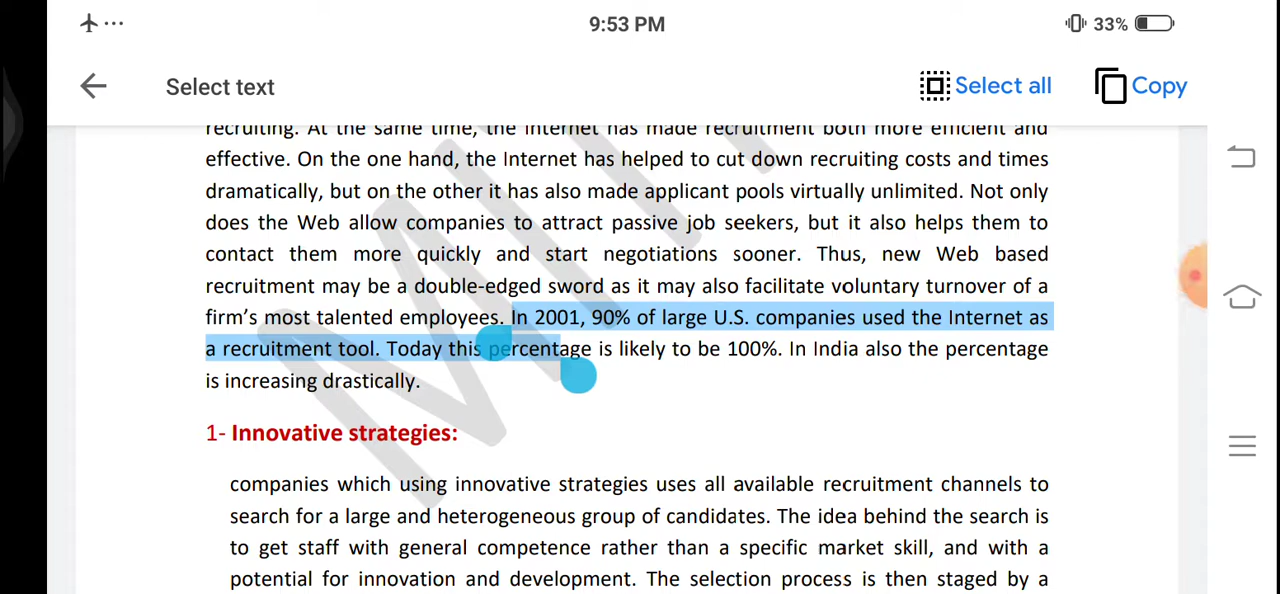 9:53 PM
33%
Select text
Select all
Copy
recruiting. At the same time, the Internet has made recruitment both more efficient and
effective. On the one hand, the Internet has helped to cut down recruiting costs and times
dramatically, but on the other it has also made applicant pools virtually unlimited. Not only
does the Web allow companies to attract passive job seekers, but it also helps them to
contact them more quickly and start negotiations sooner. Thus, new Web based
recruitment may be a double-edged sword as it may also facilitate voluntary turnover of a
firm's most talented employees. In 2001, 90% of large U.S. companies used the Internet as
a recruitment tool. Today this percentage is likely to be 100%. In India also the percentage
is increasing drastically.
1- Innovative strategies:
companies which using innovative strategies uses all available recruitment channels to
search for a large and heterogeneous group of candidates. The idea behind the search is
to get staff with general competence rather than a specific market skill, and with a
potential for innovation and development. The selection process is then staged by a